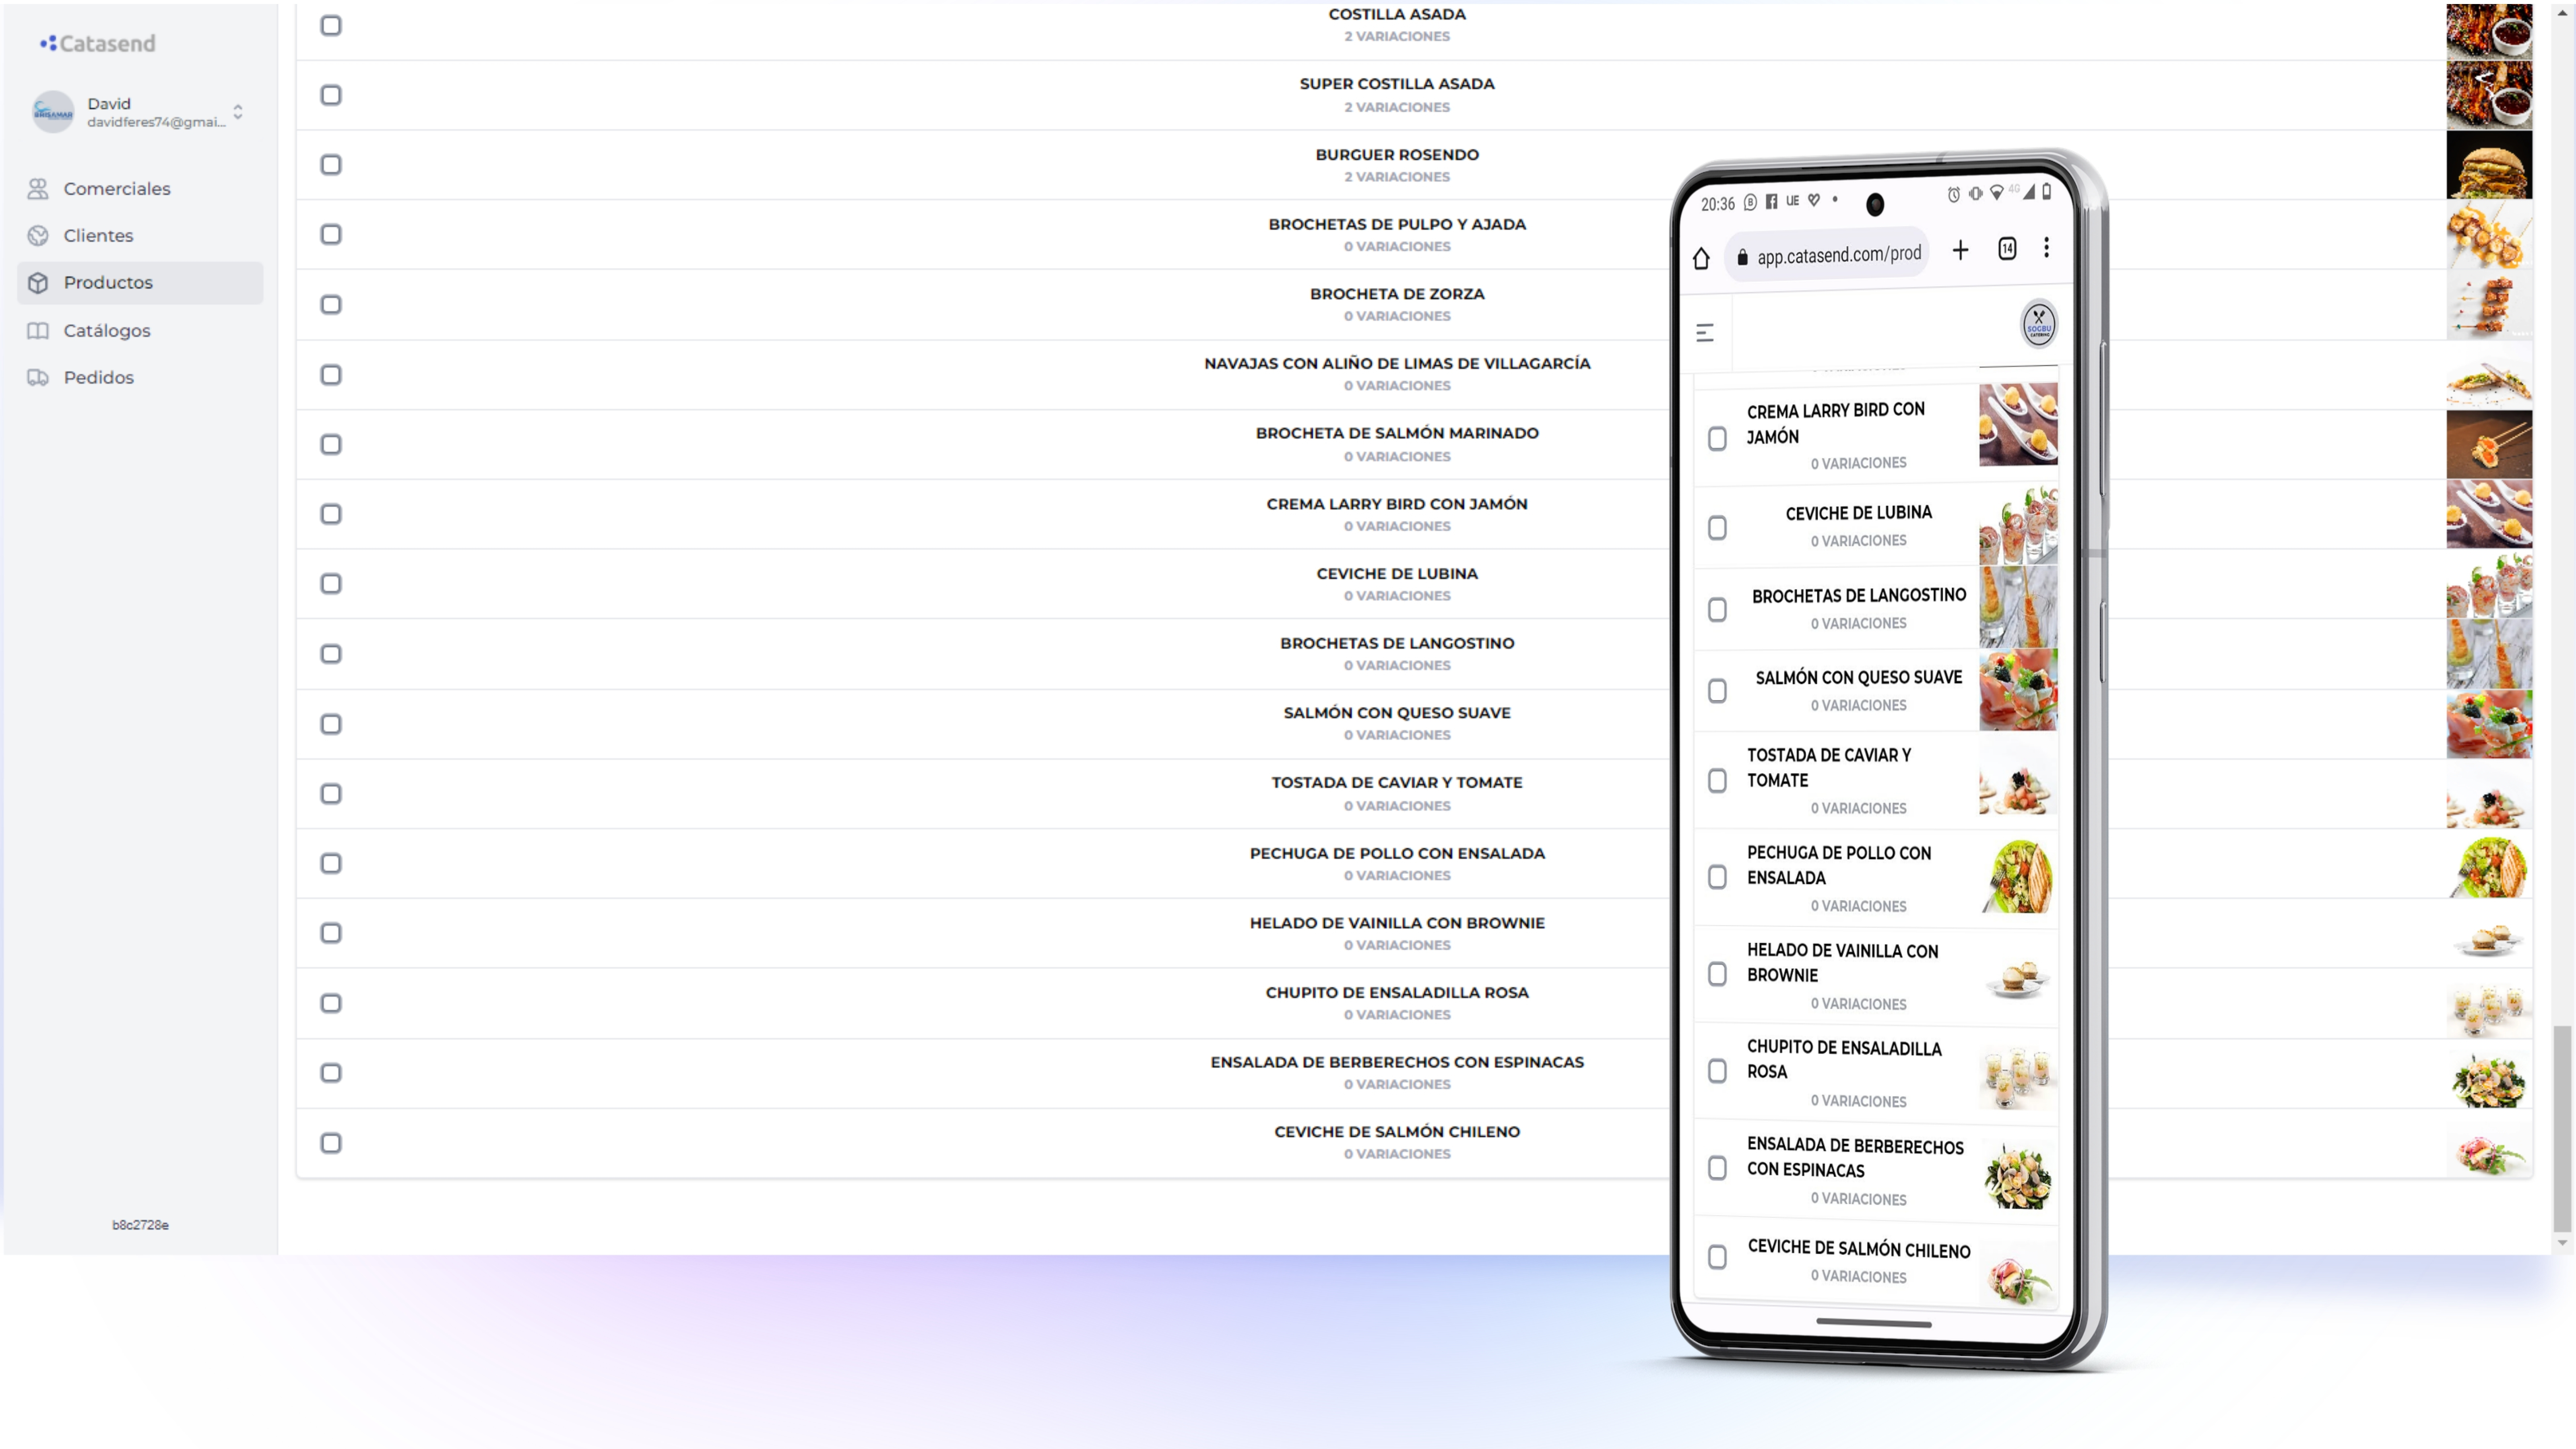 Catasend
David
davidferes74@gmai...
Comerciales
Clientes
Productos
Catálogos
Pedidos
b8c2728e
COSTILLA ASADA
2 VARIACIONES
SUPER COSTILLA ASADA
2 VARIACIONES
BURGUER ROSENDO
2 VARIACIONES
BROCHETAS DE PULPO Y AJADA
0 VARIACIONES
BROCHETA DE ZORZA
0 VARIACIONES
NAVAJAS CON ALIÑO DE LIMAS DE VILLAGARCÍA
0 VARIACIONES
BROCHETA DE SALMÓN MARINADO
0 VARIACIONES
CREMA LARRY BIRD CON JAMÓN
0 VARIACIONES
CEVICHE DE LUBINA
0 VARIACIONES
BROCHETAS DE LANGOSTINO
0 VARIACIONES
SALMÓN CON QUESO SUAVE
0 VARIACIONES
TOSTADA DE CAVIAR Y TOMATE
0 VARIACIONES
PECHUGA DE POLLO CON ENSALADA
0 VARIACIONES
HELADO DE VAINILLA CON BROWNIE
0 VARIACIONES
CHUPITO DE ENSALADILLA ROSA
0 VARIACIONES
ENSALADA DE BERBERECHOS CON ESPINACAS
0 VARIACIONES
CEVICHE DE SALMÓN CHILENO
0 VARIACIONES
20:36 UE 4G
app.catasend.com/prod 14
SOGBU
CATERING
CREMA LARRY BIRD CON
JAMÓN
0 VARIACIONES
CEVICHE DE LUBINA
0 VARIACIONES
BROCHETAS DE LANGOSTINO
0 VARIACIONES
SALMÓN CON QUESO SUAVE
0 VARIACIONES
TOSTADA DE CAVIAR Y
TOMATE
0 VARIACIONES
PECHUGA DE POLLO CON
ENSALADA
0 VARIACIONES
HELADO DE VAINILLA CON
BROWNIE
0 VARIACIONES
CHUPITO DE ENSALADILLA
ROSA
0 VARIACIONES
ENSALADA DE BERBERECHOS
CON ESPINACAS
0 VARIACIONES
CEVICHE DE SALMÓN CHILENO
0 VARIACIONES